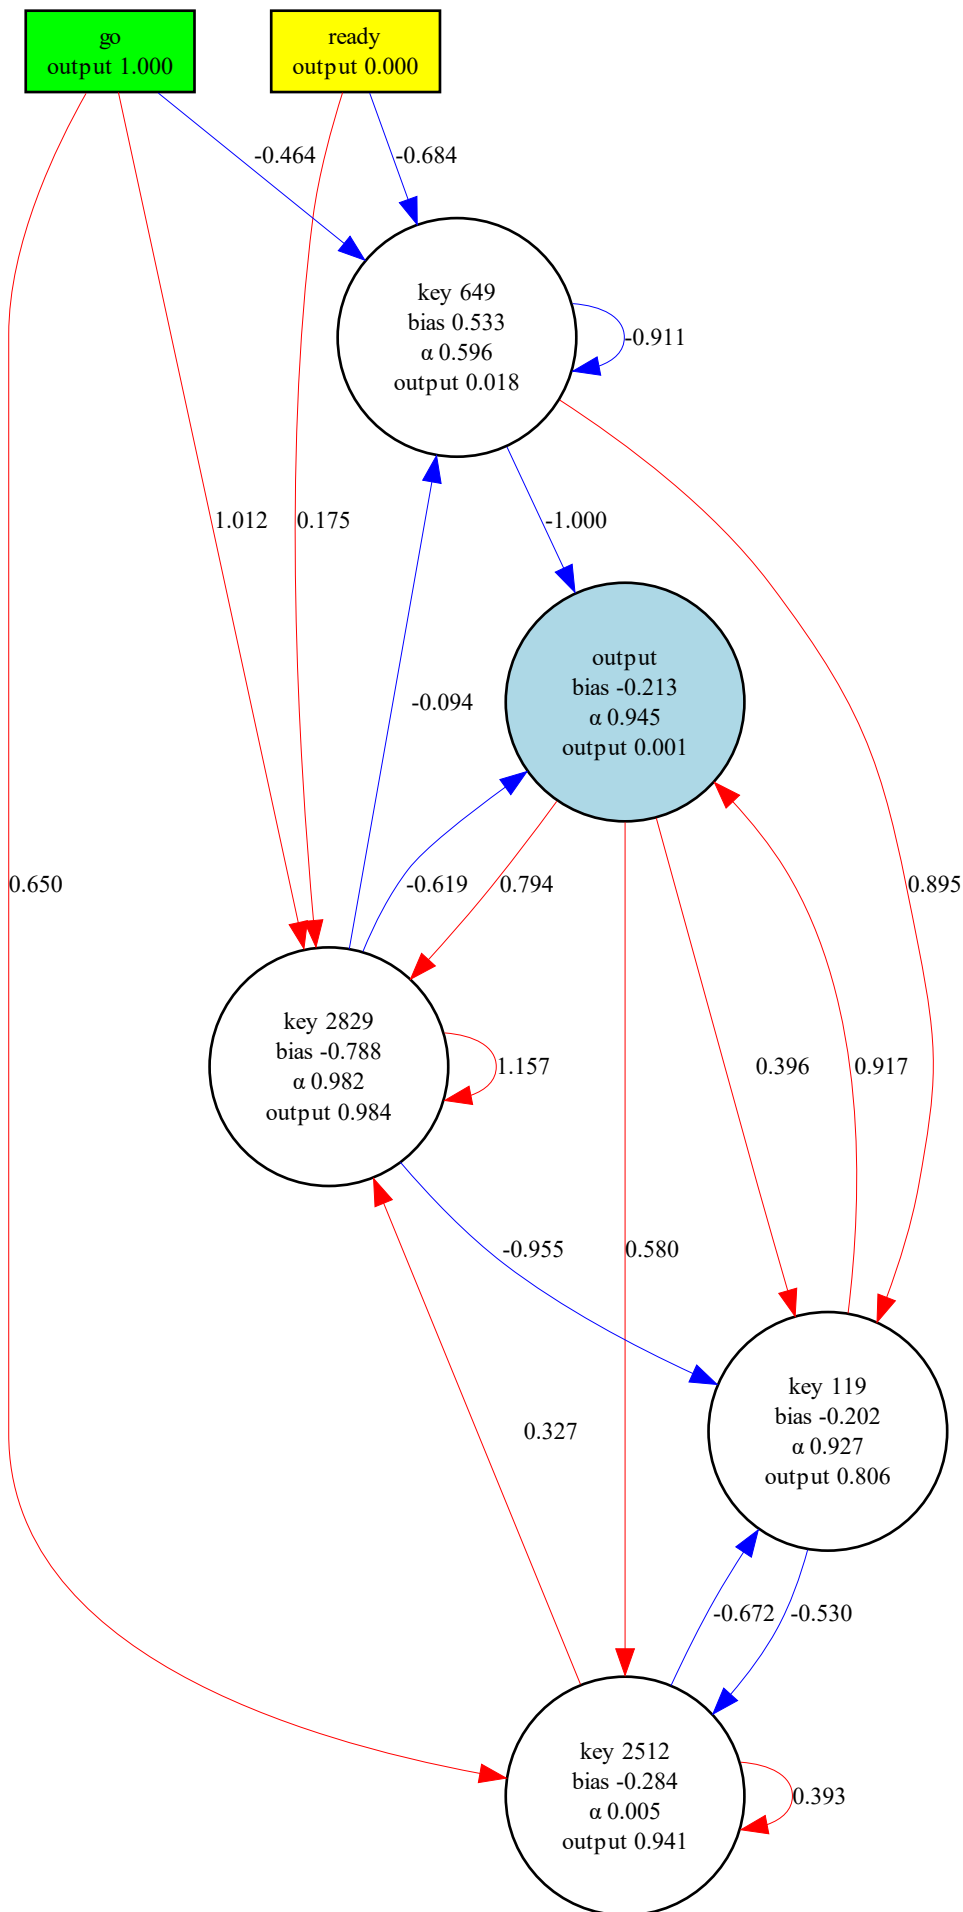 go
output 1.000
ready
output 0.000
-0.464
-0.684
key 649
bias 0.533
α 0.596
output 0.018
-0.911
1.012
0.175
-1.000
output
bias -0.213
α 0.945
output 0.001
-0.094
0.650
-0.619
0.794
0.895
key 2829
bias -0.788
α 0.982
output 0.984
1.157
0.396
0.917
-0.955
0.580
key 119
bias -0.202
α 0.927
output 0.806
0.327
-0.672
-0.530
key 2512
bias -0.284
α 0.005
output 0.941
0.393